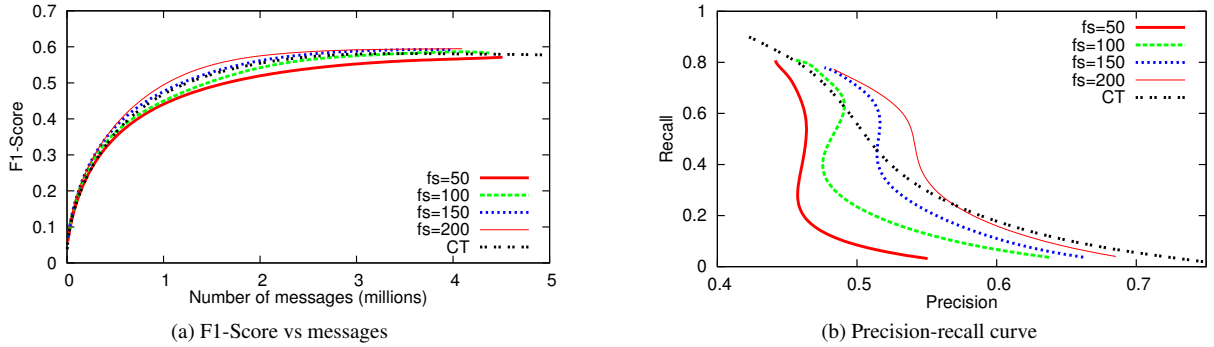 0.7
0.6
0.5
0.4
0.3
0.2
0.1
0
F1-Score
0 1 2 3 4 5
Number of messages (millions)
fs=50
fs=100
fs=150
fs=200
CT
(a) F1-Score vs messages
1
0.8
0.6
0.4
0.2
0
Recall
0.4 0.5 0.6 0.7
Precision
fs=50
fs=100
fs=150
fs=200
CT
(b) Precision-recall curve